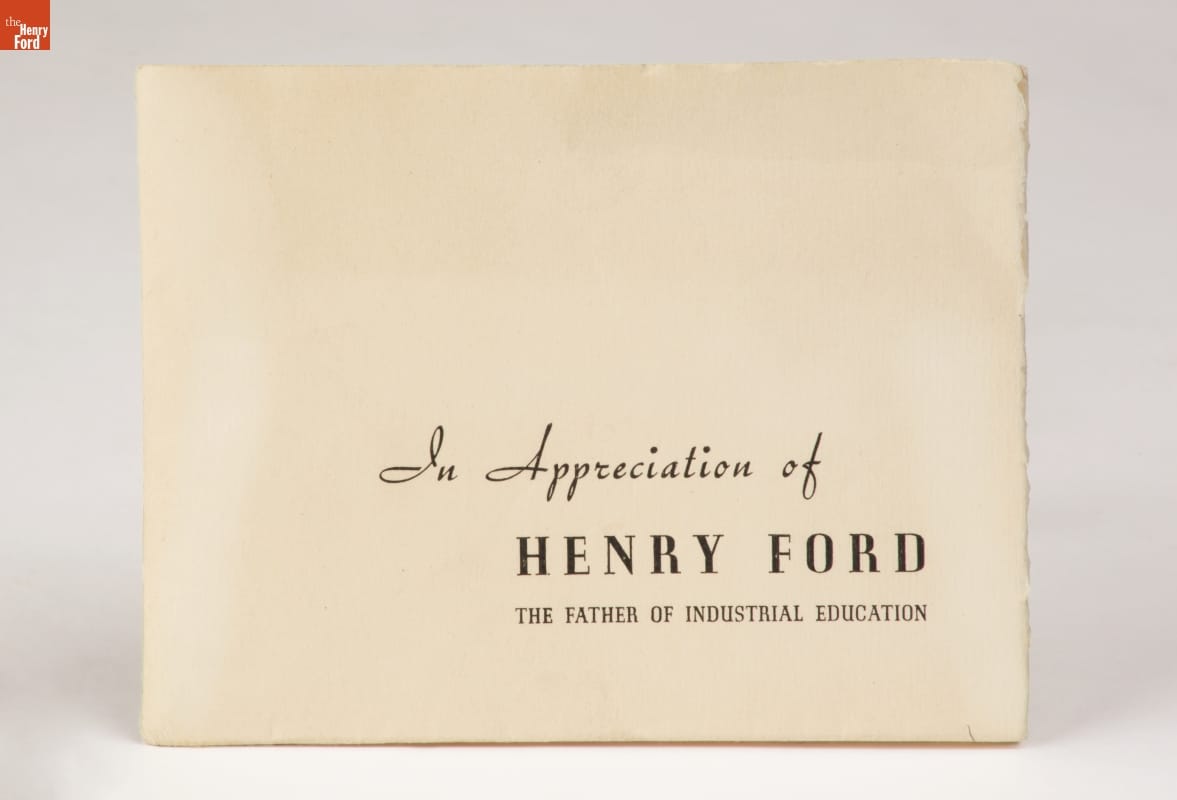 the
Henry
Ford
In Appreciation of
HENRY FORD
THE FATHER OF INDUSTRIAL EDUCATION